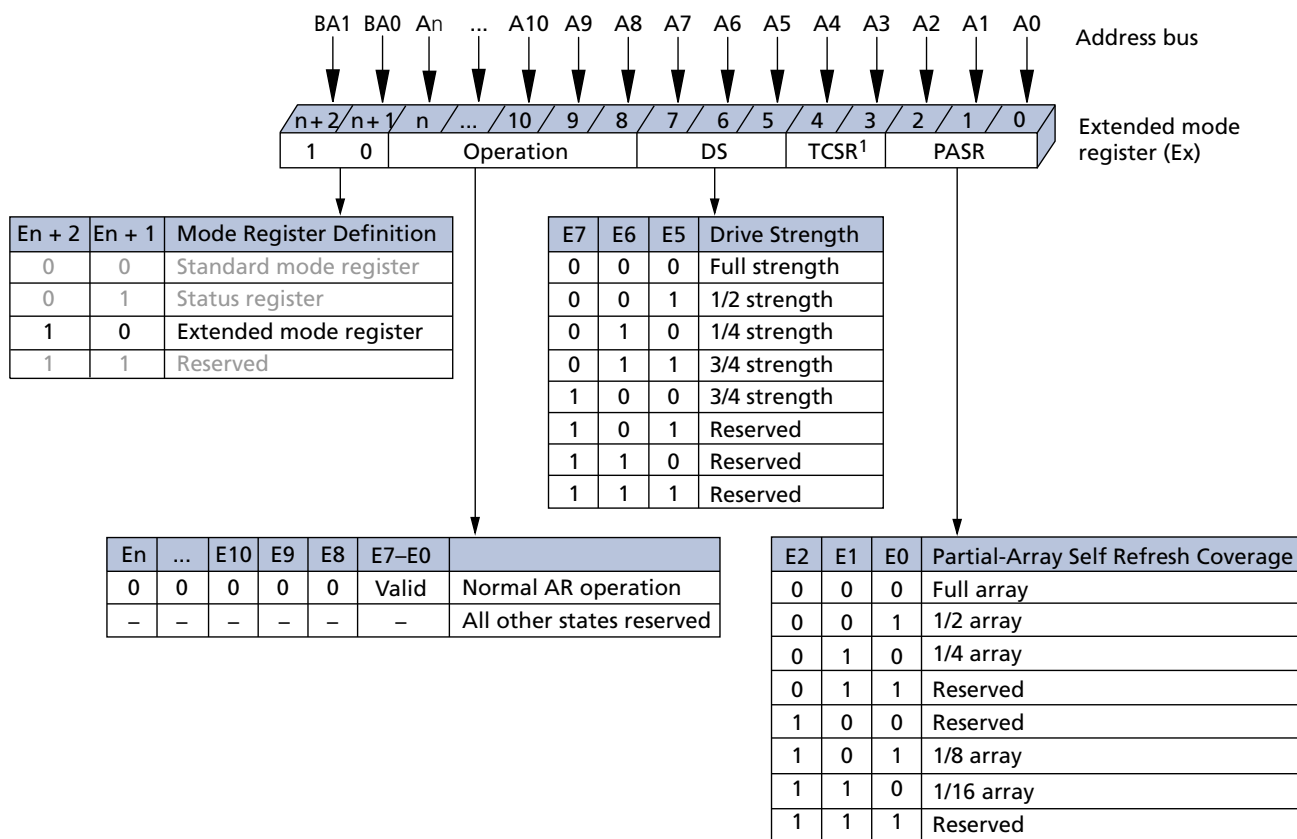 BA1 BA0 An ... A10 A9 A8 A7 A6 A5 A4 A3 A2 A1 A0 Address bus
n + 2 n + 1 n ... 10 9 8 7 6 5 4 3 2 1 0
1 0 Operation DS TCSR1 PASR
Extended mode
register (Ex)
En + 2 En + 1 Mode Register Definition
0 0 Standard mode register
0 1 Status register
1 0 Extended mode register
1 1 Reserved
E7 E6 E5 Drive Strength
0 0 0 Full strength
0 0 1 1/2 strength
0 1 0 1/4 strength
0 1 1 3/4 strength
1 0 0 3/4 strength
1 0 1 Reserved
1 1 0 Reserved
1 1 1 Reserved
En ... E10 E9 E8 E7–E0
0 0 0 0 0 Valid Normal AR operation
– – – – – – All other states reserved
E2 E1 E0 Partial-Array Self Refresh Coverage
0 0 0 Full array
0 0 1 1/2 array
0 1 0 1/4 array
0 1 1 Reserved
1 0 0 Reserved
1 0 1 1/8 array
1 1 0 1/16 array
1 1 1 Reserved